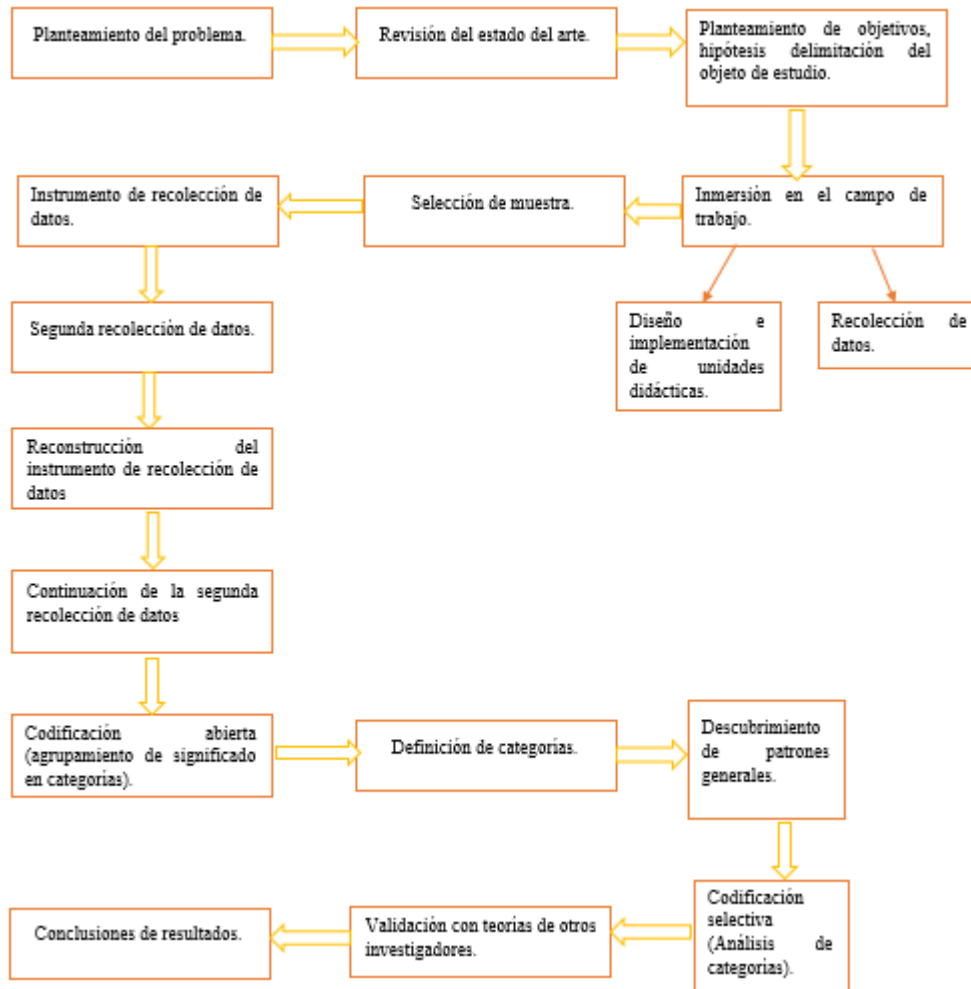 Planteamiento del problema.
Revisión del estado del arte.
Planteamiento de objetivos,
hipótesis delimitación del
objeto de estudio.
Inmersión en el campo de
trabajo.
Selección de muestra.
Instrumento de recolección de
datos.
Diseño e
implementación
de unidades
didácticas.
Recolección de
datos.
Segunda recolección de datos.
Reconstrucción del
instrumento de recolección de
datos
Continuación de la segunda
recolección de datos
Codificación abierta
(agrupamiento de significado
en categorías).
Definición de categorías.
Descubrimiento
de patrones
generales.
Codificación
selectiva
(Análisis de
categorías).
Validación con teorías de otros
investigadores.
Conclusiones de resultados.